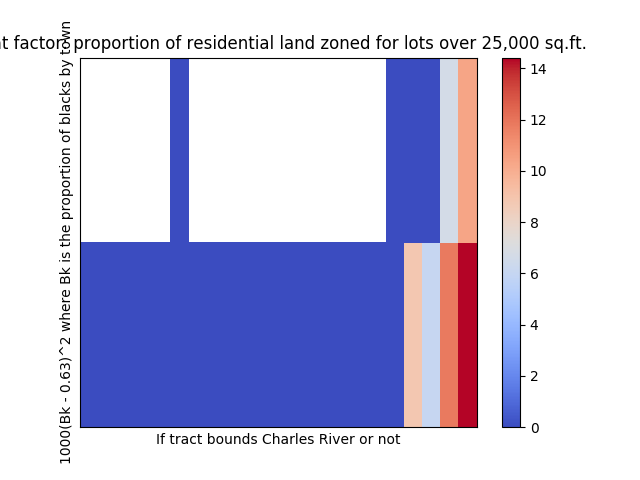 t factor: proportion of residential land zoned for lots over 25,000 sq.ft.
1000(Bk - 0.63)^2 where Bk is the proportion of blacks by town
If tract bounds Charles River or not
14
12
10
8
6
4
2
0